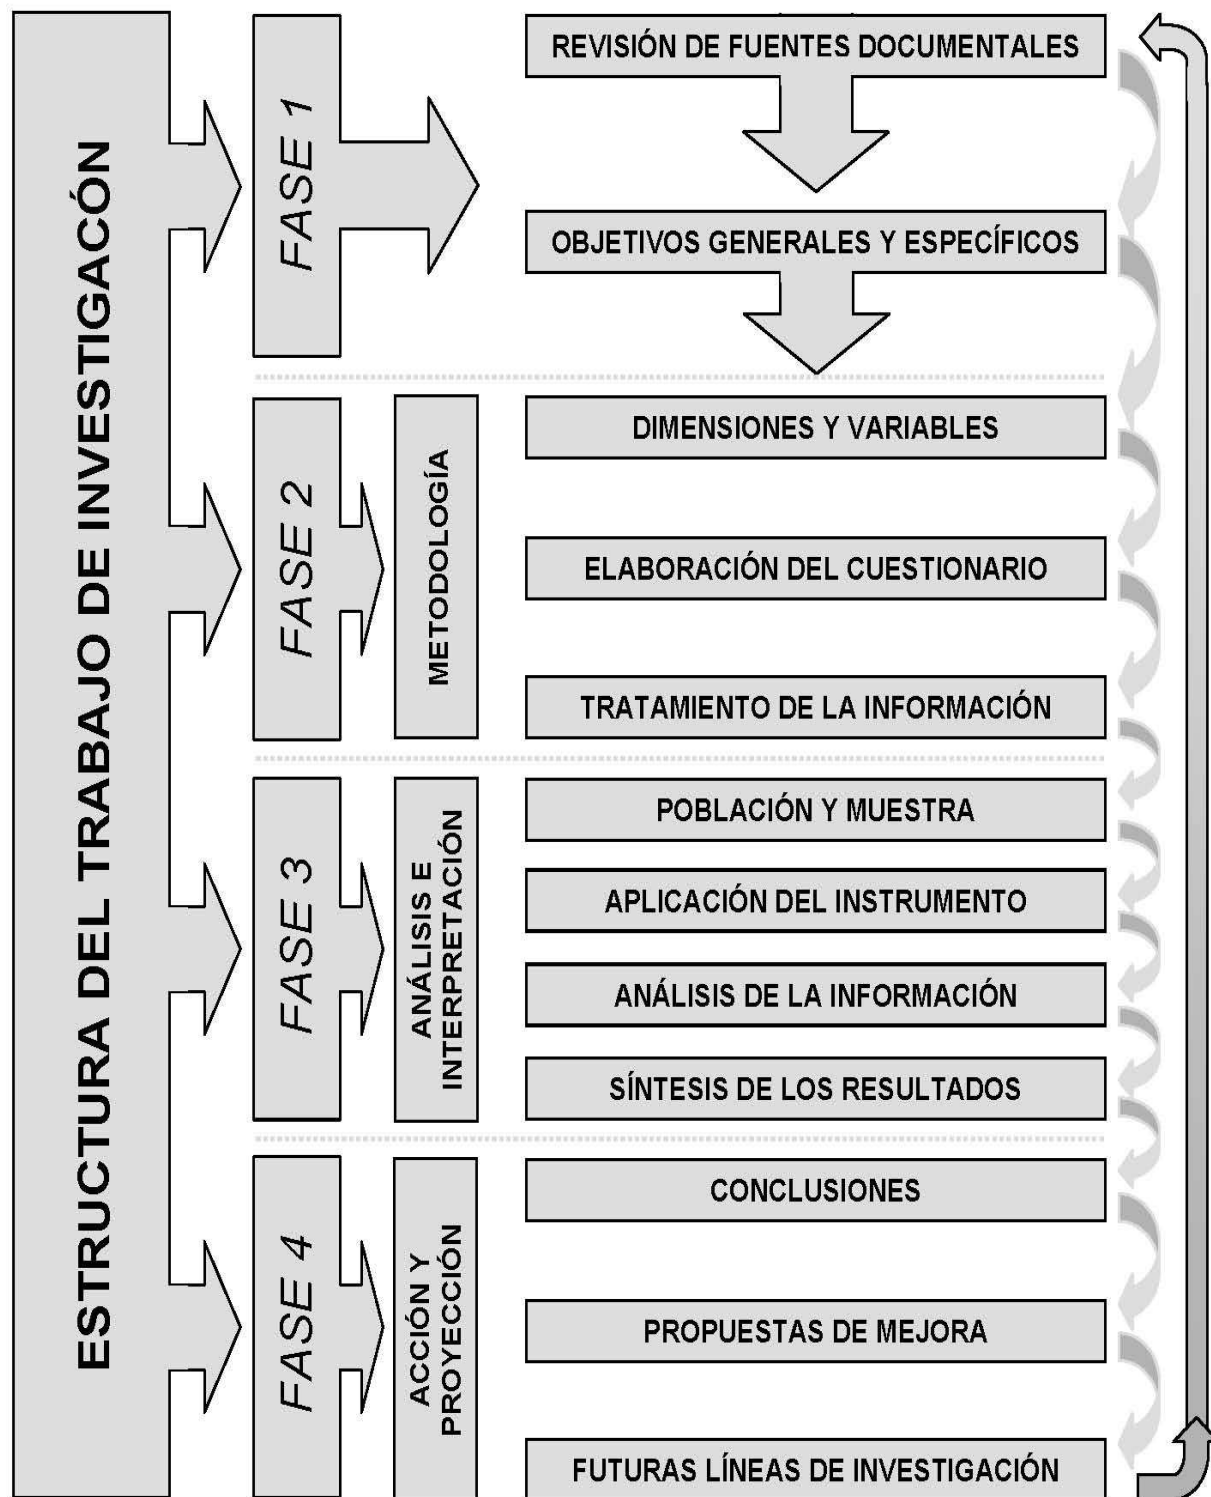 ESTRUCTURA DEL TRABAJO DE INVESTIGACÓN
FASE 1
REVISIÓN DE FUENTES DOCUMENTALES
OBJETIVOS GENERALES Y ESPECÍFICOS
FASE 2
METODOLOGÍA
DIMENSIONES Y VARIABLES
ELABORACIÓN DEL CUESTIONARIO
TRATAMIENTO DE LA INFORMACIÓN
FASE 3
ANÁLISIS E
INTERPRETACIÓN
POBLACIÓN Y MUESTRA
APLICACIÓN DEL INSTRUMENTO
ANÁLISIS DE LA INFORMACIÓN
SÍNTESIS DE LOS RESULTADOS
FASE 4
ACCIÓN Y
PROYECCIÓN
CONCLUSIONES
PROPUESTAS DE MEJORA
FUTURAS LÍNEAS DE INVESTIGACIÓN